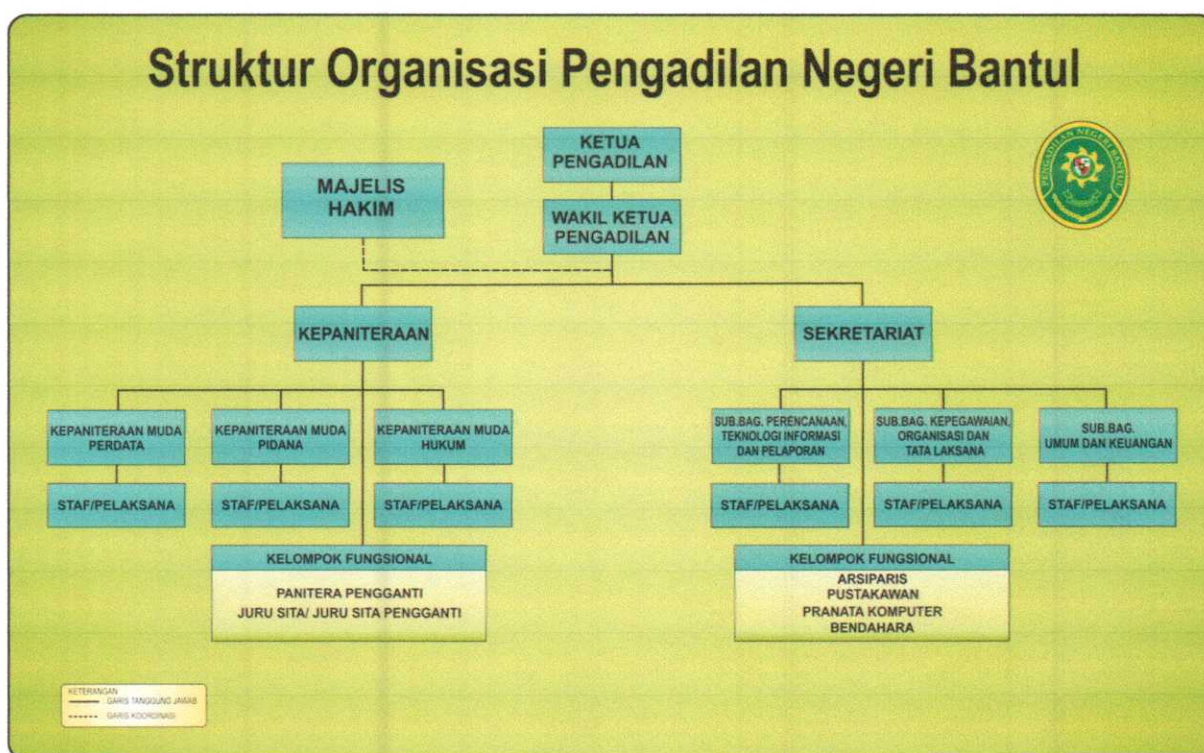 Struktur Organisasi Pengadilan Negeri Bantul
KETUA
PENGADILAN
PENGADILAN NEGERI BANTUL
MAJELIS
HAKIM
WAKIL KETUA
PENGADILAN
KEPANITERAAN
SEKRETARIAT
KEPANITERAAN MUDA
PERDATA
KEPANITERAAN MUDA
PIDANA
KEPANITERAAN MUDA
HUKUM
SUB.BAG. PERENCANAAN,
TEKNOLOGI INFORMASI
DAN PELAPORAN
SUB.BAG. KEPEGAWAIAN,
ORGANISASI DAN
TATA LAKSANA
SUB.BAG.
UMUM DAN KEUANGAN
STAF/PELAKSANA
STAF/PELAKSANA
STAF/PELAKSANA
STAF/PELAKSANA
STAF/PELAKSANA
STAF/PELAKSANA
KELOMPOK FUNGSIONAL
PANITERA PENGGANTI
JURU SITA/ JURU SITA PENGGANTI
KELOMPOK FUNGSIONAL
ARSIPARIS
PUSTAKAWAN
PRANATA KOMPUTER
BENDAHARA
KETERANGAN
GARIS TANGGUNG JAWAB
GARIS KOORDINASI